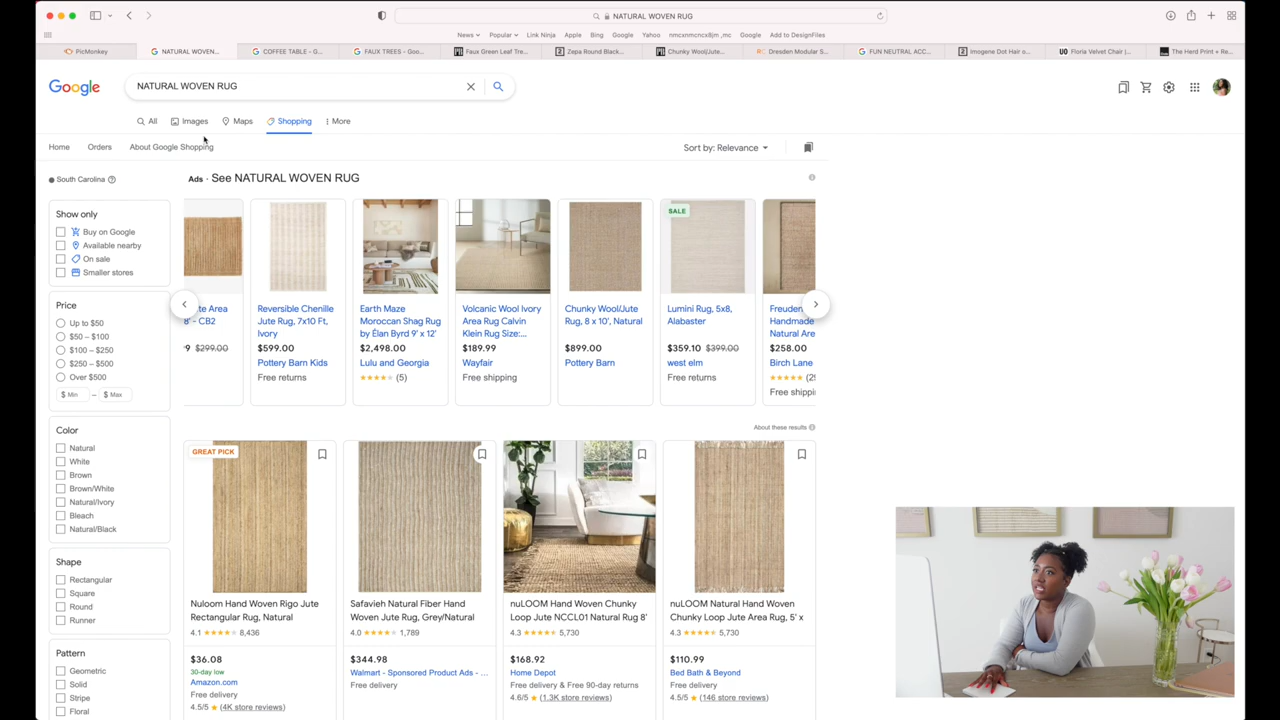 NATURAL WOVEN RUG
News
Popular
Link Ninja
Apple
Bing
Google
Yahoo
nmcxnmcncx8jm ,mc
Google
Add to DesignFiles
PicMonkey
NATURAL WOVEN...
COFFEE TABLE - G...
FAUX TREES - Goo...
Faux Green Leaf Tre...
Zepa Round Black...
Chunky Wool/Jute...
Dresden Modular S...
FUN NEUTRAL ACC...
Imogene Dot Hair o...
Floria Velvet Chair |...
The Herd Print + Re...
Google
NATURAL WOVEN RUG
All
Images
Maps
Shopping
More
Home
Orders
About Google Shopping
Sort by: Relevance
South Carolina
Show only
Buy on Google
Available nearby
On sale
Smaller stores
Price
Up to $50
$50 – $100
$100 – $250
$250 – $500
Over $500
$ Min – $ Max
Color
Natural
White
Brown
Brown/White
Natural/Ivory
Bleach
Natural/Black
Shape
Rectangular
Square
Round
Runner
Pattern
Geometric
Solid
Stripe
Floral
Ads · See NATURAL WOVEN RUG
te Area
8' - CB2
9 $299.00
Reversible Chenille
Jute Rug, 7x10 Ft,
Ivory
$599.00
Pottery Barn Kids
Free returns
Earth Maze
Moroccan Shag Rug
by Élan Byrd 9' x 12'
$2,498.00
Lulu and Georgia
(5)
Volcanic Wool Ivory
Area Rug Calvin
Klein Rug Size:...
$189.99
Wayfair
Free shipping
Chunky Wool/Jute
Rug, 8 x 10', Natural
$899.00
Pottery Barn
SALE
Lumini Rug, 5x8,
Alabaster
$359.10 $399.00
west elm
Free returns
Freuden
Handmade
Natural Are
$258.00
Birch Lane
Free shippi
About these results
GREAT PICK
Nuloom Hand Woven Rigo Jute
Rectangular Rug, Natural
4.1 8,436
$36.08
30-day low
Amazon.com
Free delivery
4.5/5 (4K store reviews)
Safavieh Natural Fiber Hand
Woven Jute Rug, Grey/Natural
4.0 1,789
$344.98
Walmart - Sponsored Product Ads - ...
Free delivery
nuLOOM Hand Woven Chunky
Loop Jute NCCL01 Natural Rug 8'
4.3 5,730
$168.92
Home Depot
Free delivery & Free 90-day returns
4.6/5 (1.3K store reviews)
nuLOOM Natural Hand Woven
Chunky Loop Jute Area Rug, 5' x
4.3 5,730
$110.99
Bed Bath & Beyond
Free delivery
4.5/5 (146 store reviews)